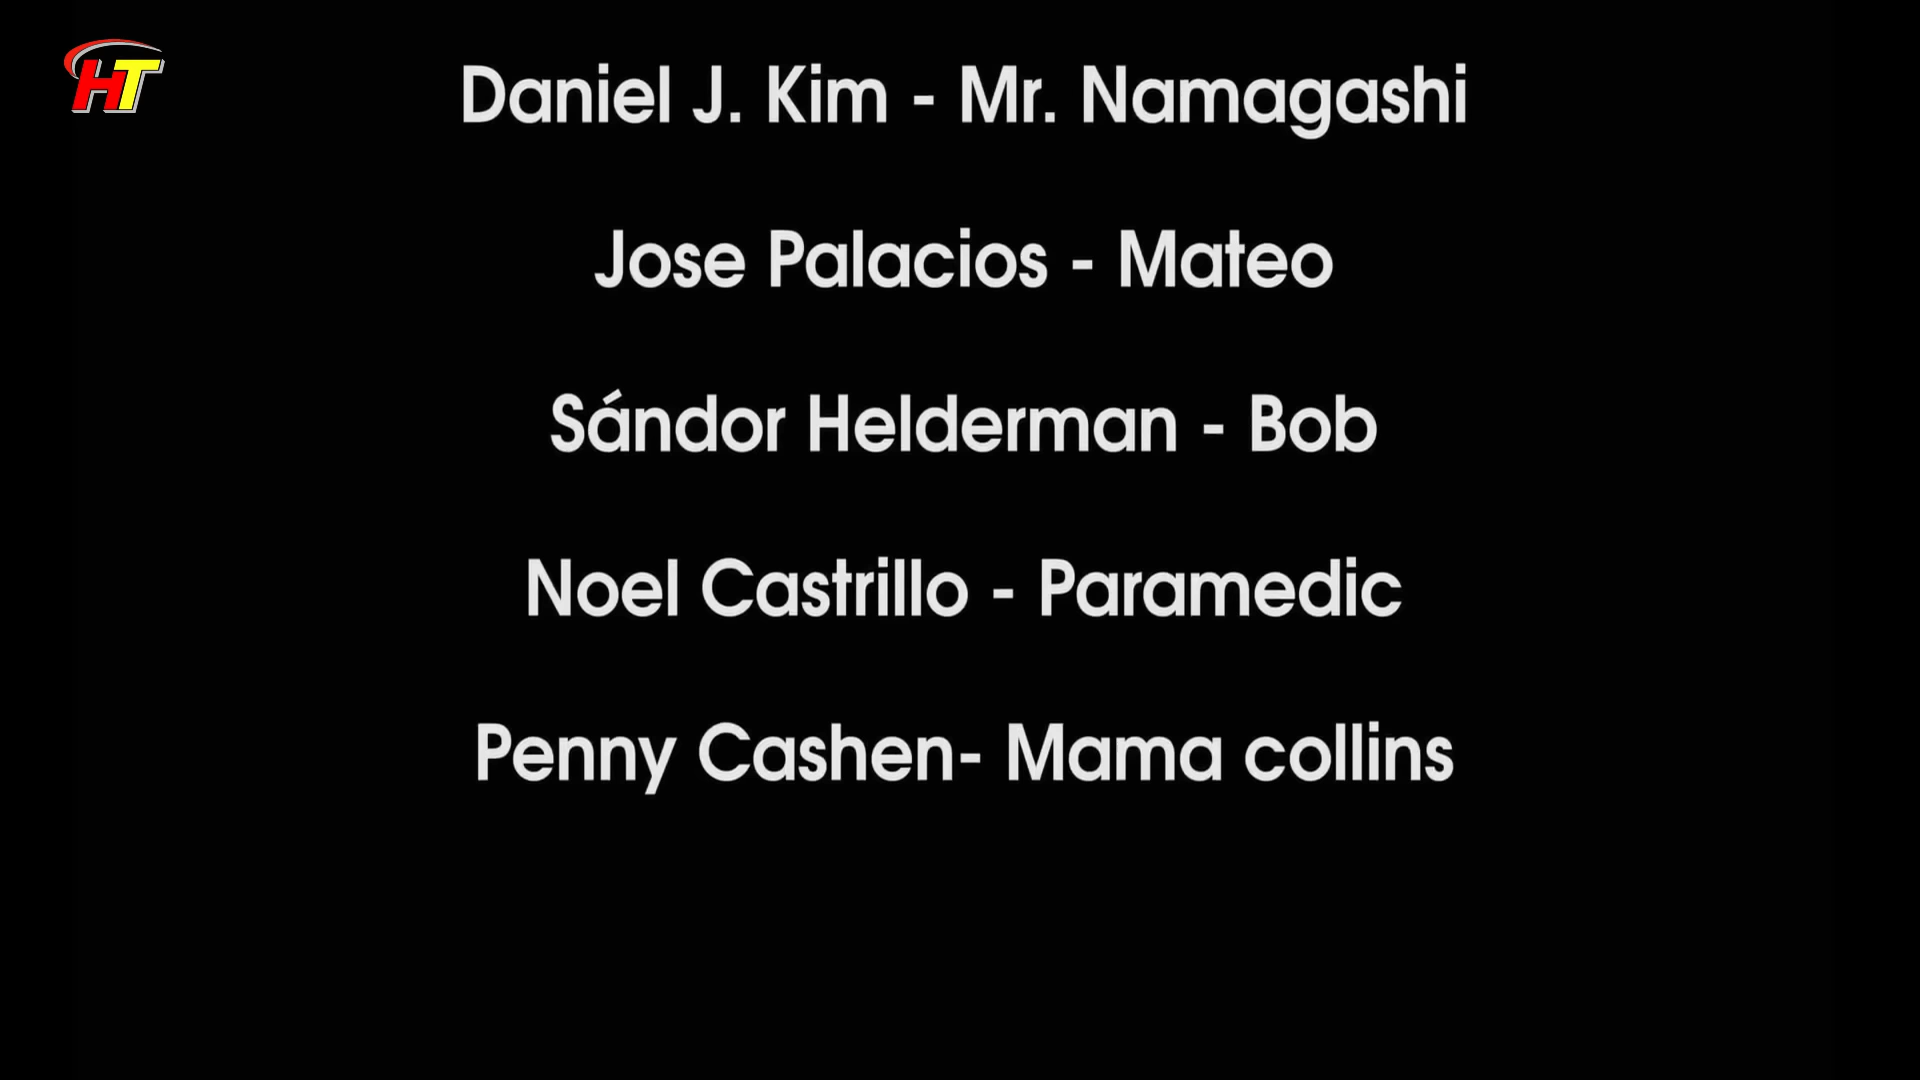 HT
Daniel J. Kim - Mr. Namagashi
Jose Palacios - Mateo
Sándor Helderman - Bob
Noel Castrillo - Paramedic
Penny Cashen- Mama collins